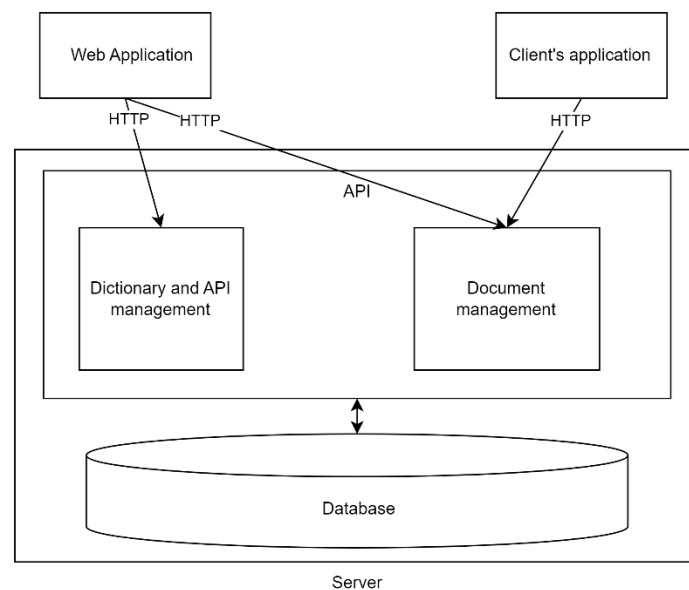 Web Application
Client's application
HTTP
HTTP
HTTP
API
Dictionary and API
management
Document
management
Database
Server